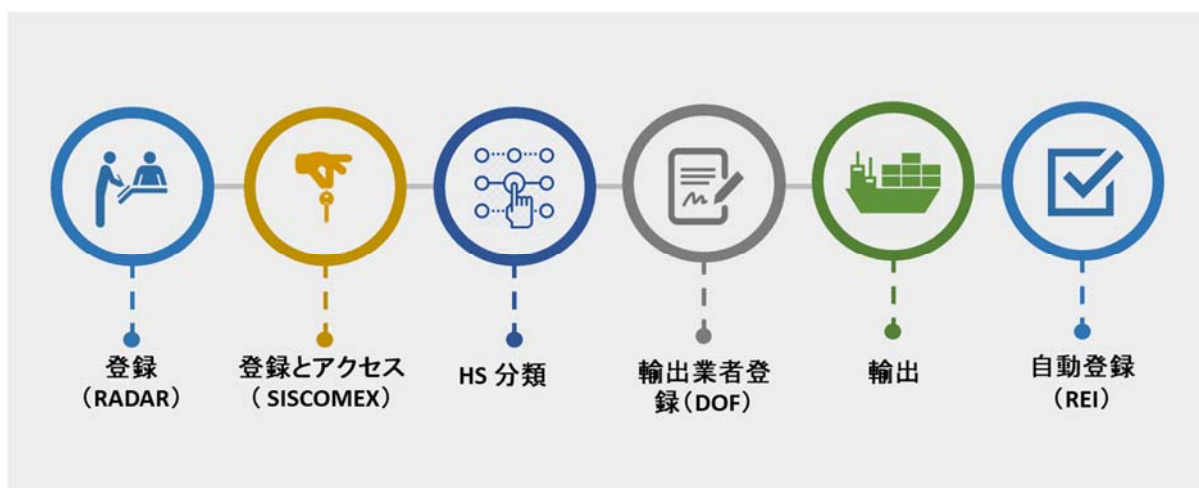 登録
（RADAR）
登録とアクセス
（ SISCOMEX）
HS 分類
輸出業者登
録（DOF）
輸出
自動登録
（REI）